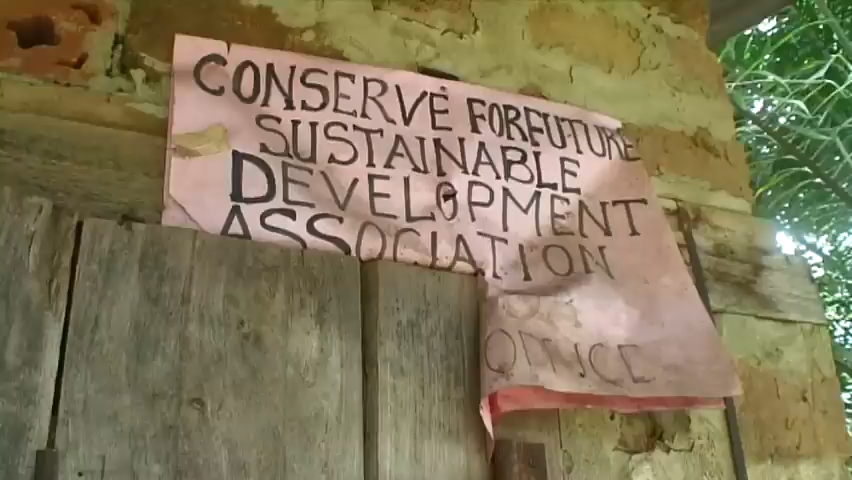 CONSERVE FORFUTURE
SUSTAINABLE
DEVELOPMENT
ASSOCIATION
OFFICE